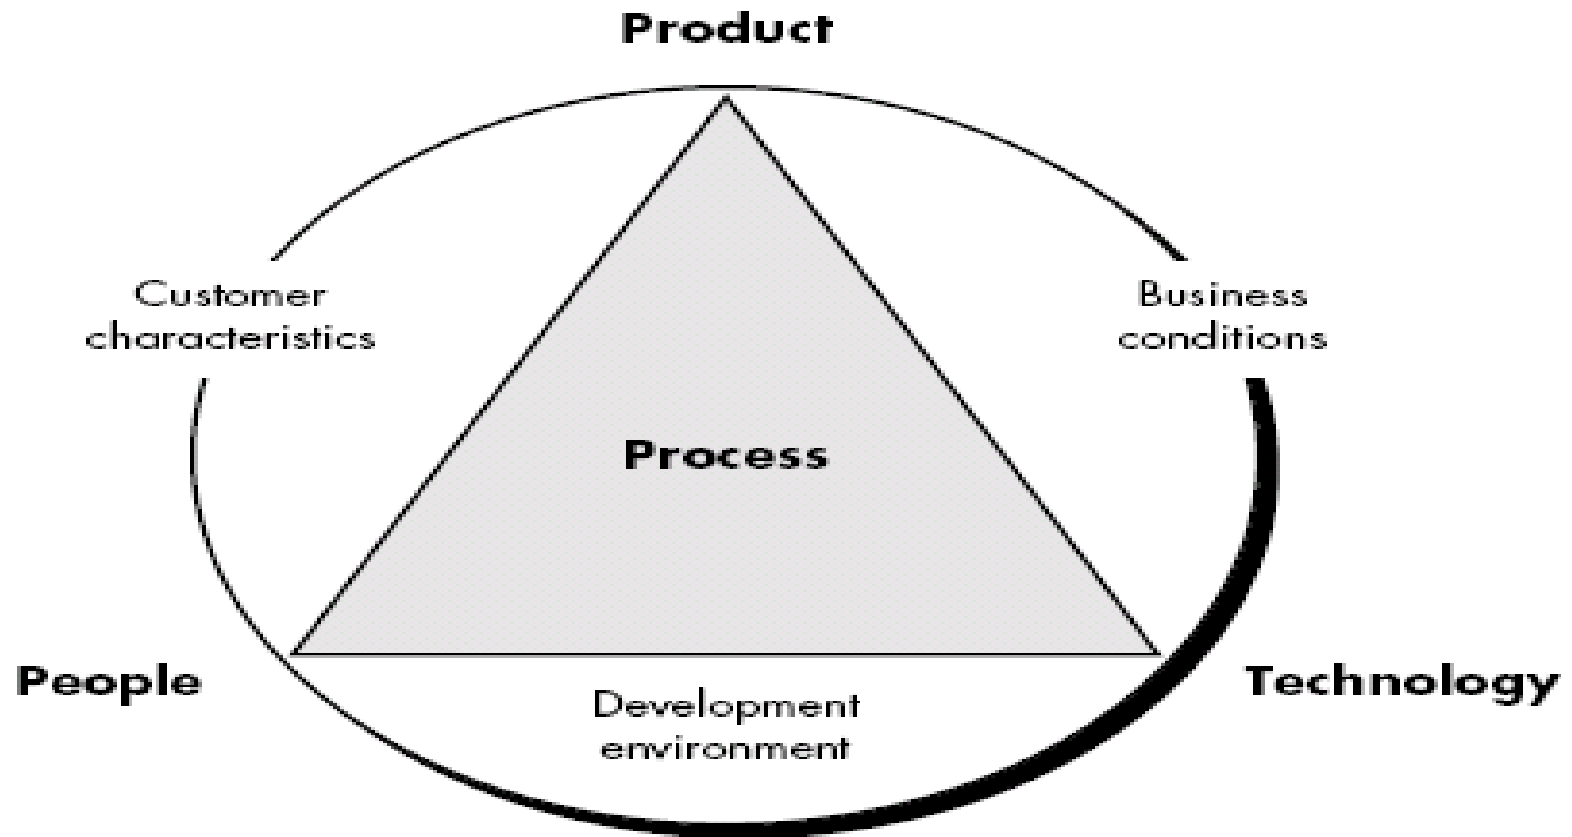 Product
Customer
characteristics
Business
conditions
Process
People
Technology
Development
environment